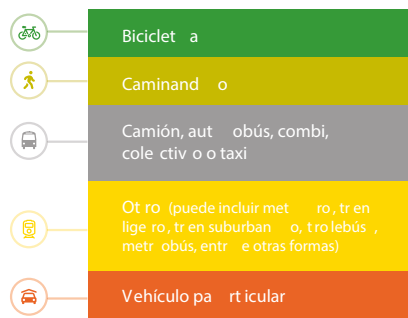 Bicicleta
Caminando
Camión, autobús, combi,
colectivo o taxi
Otro (puede incluir metro, tren
ligero, tren suburbano, trolebús,
metrobús, entre otras formas)
Vehículo particular